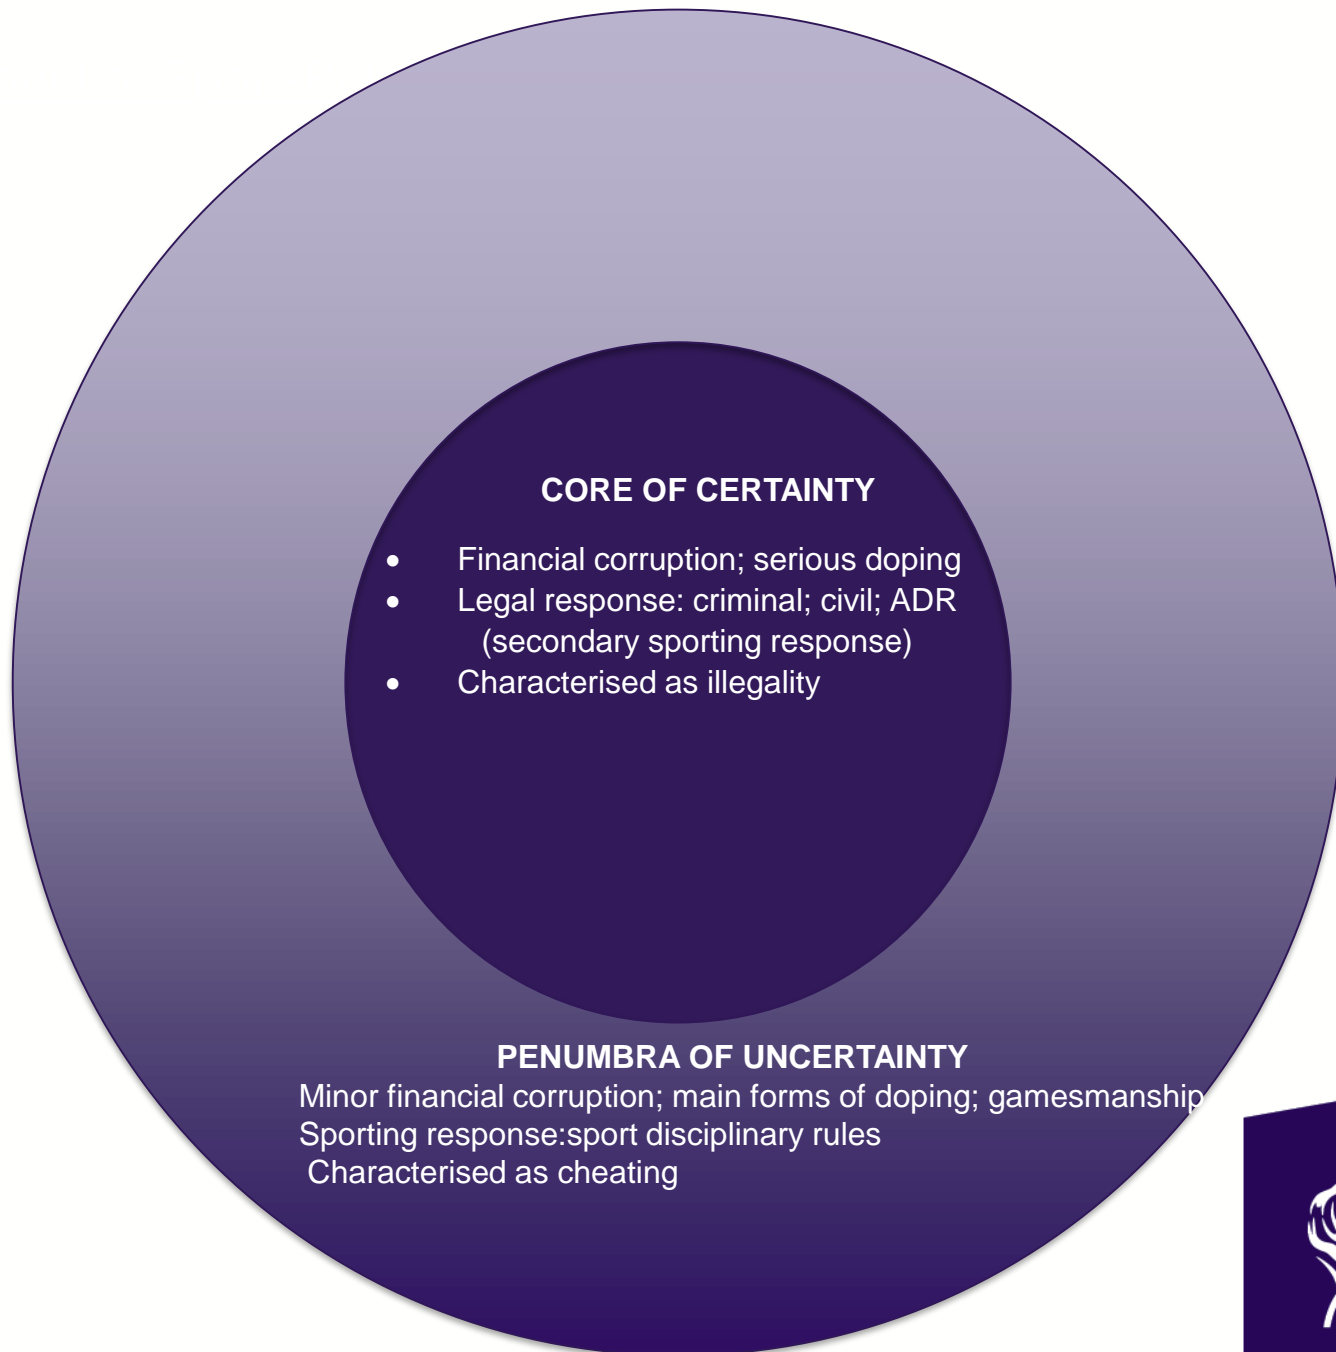 CORE OF CERTAINTY
• Financial corruption; serious doping
• Legal response: criminal; civil; ADR
(secondary sporting response)
• Characterised as illegality
PENUMBRA OF UNCERTAINTY
Minor financial corruption; main forms of doping; gamesmanship
Sporting response:sport disciplinary rules
Characterised as cheating